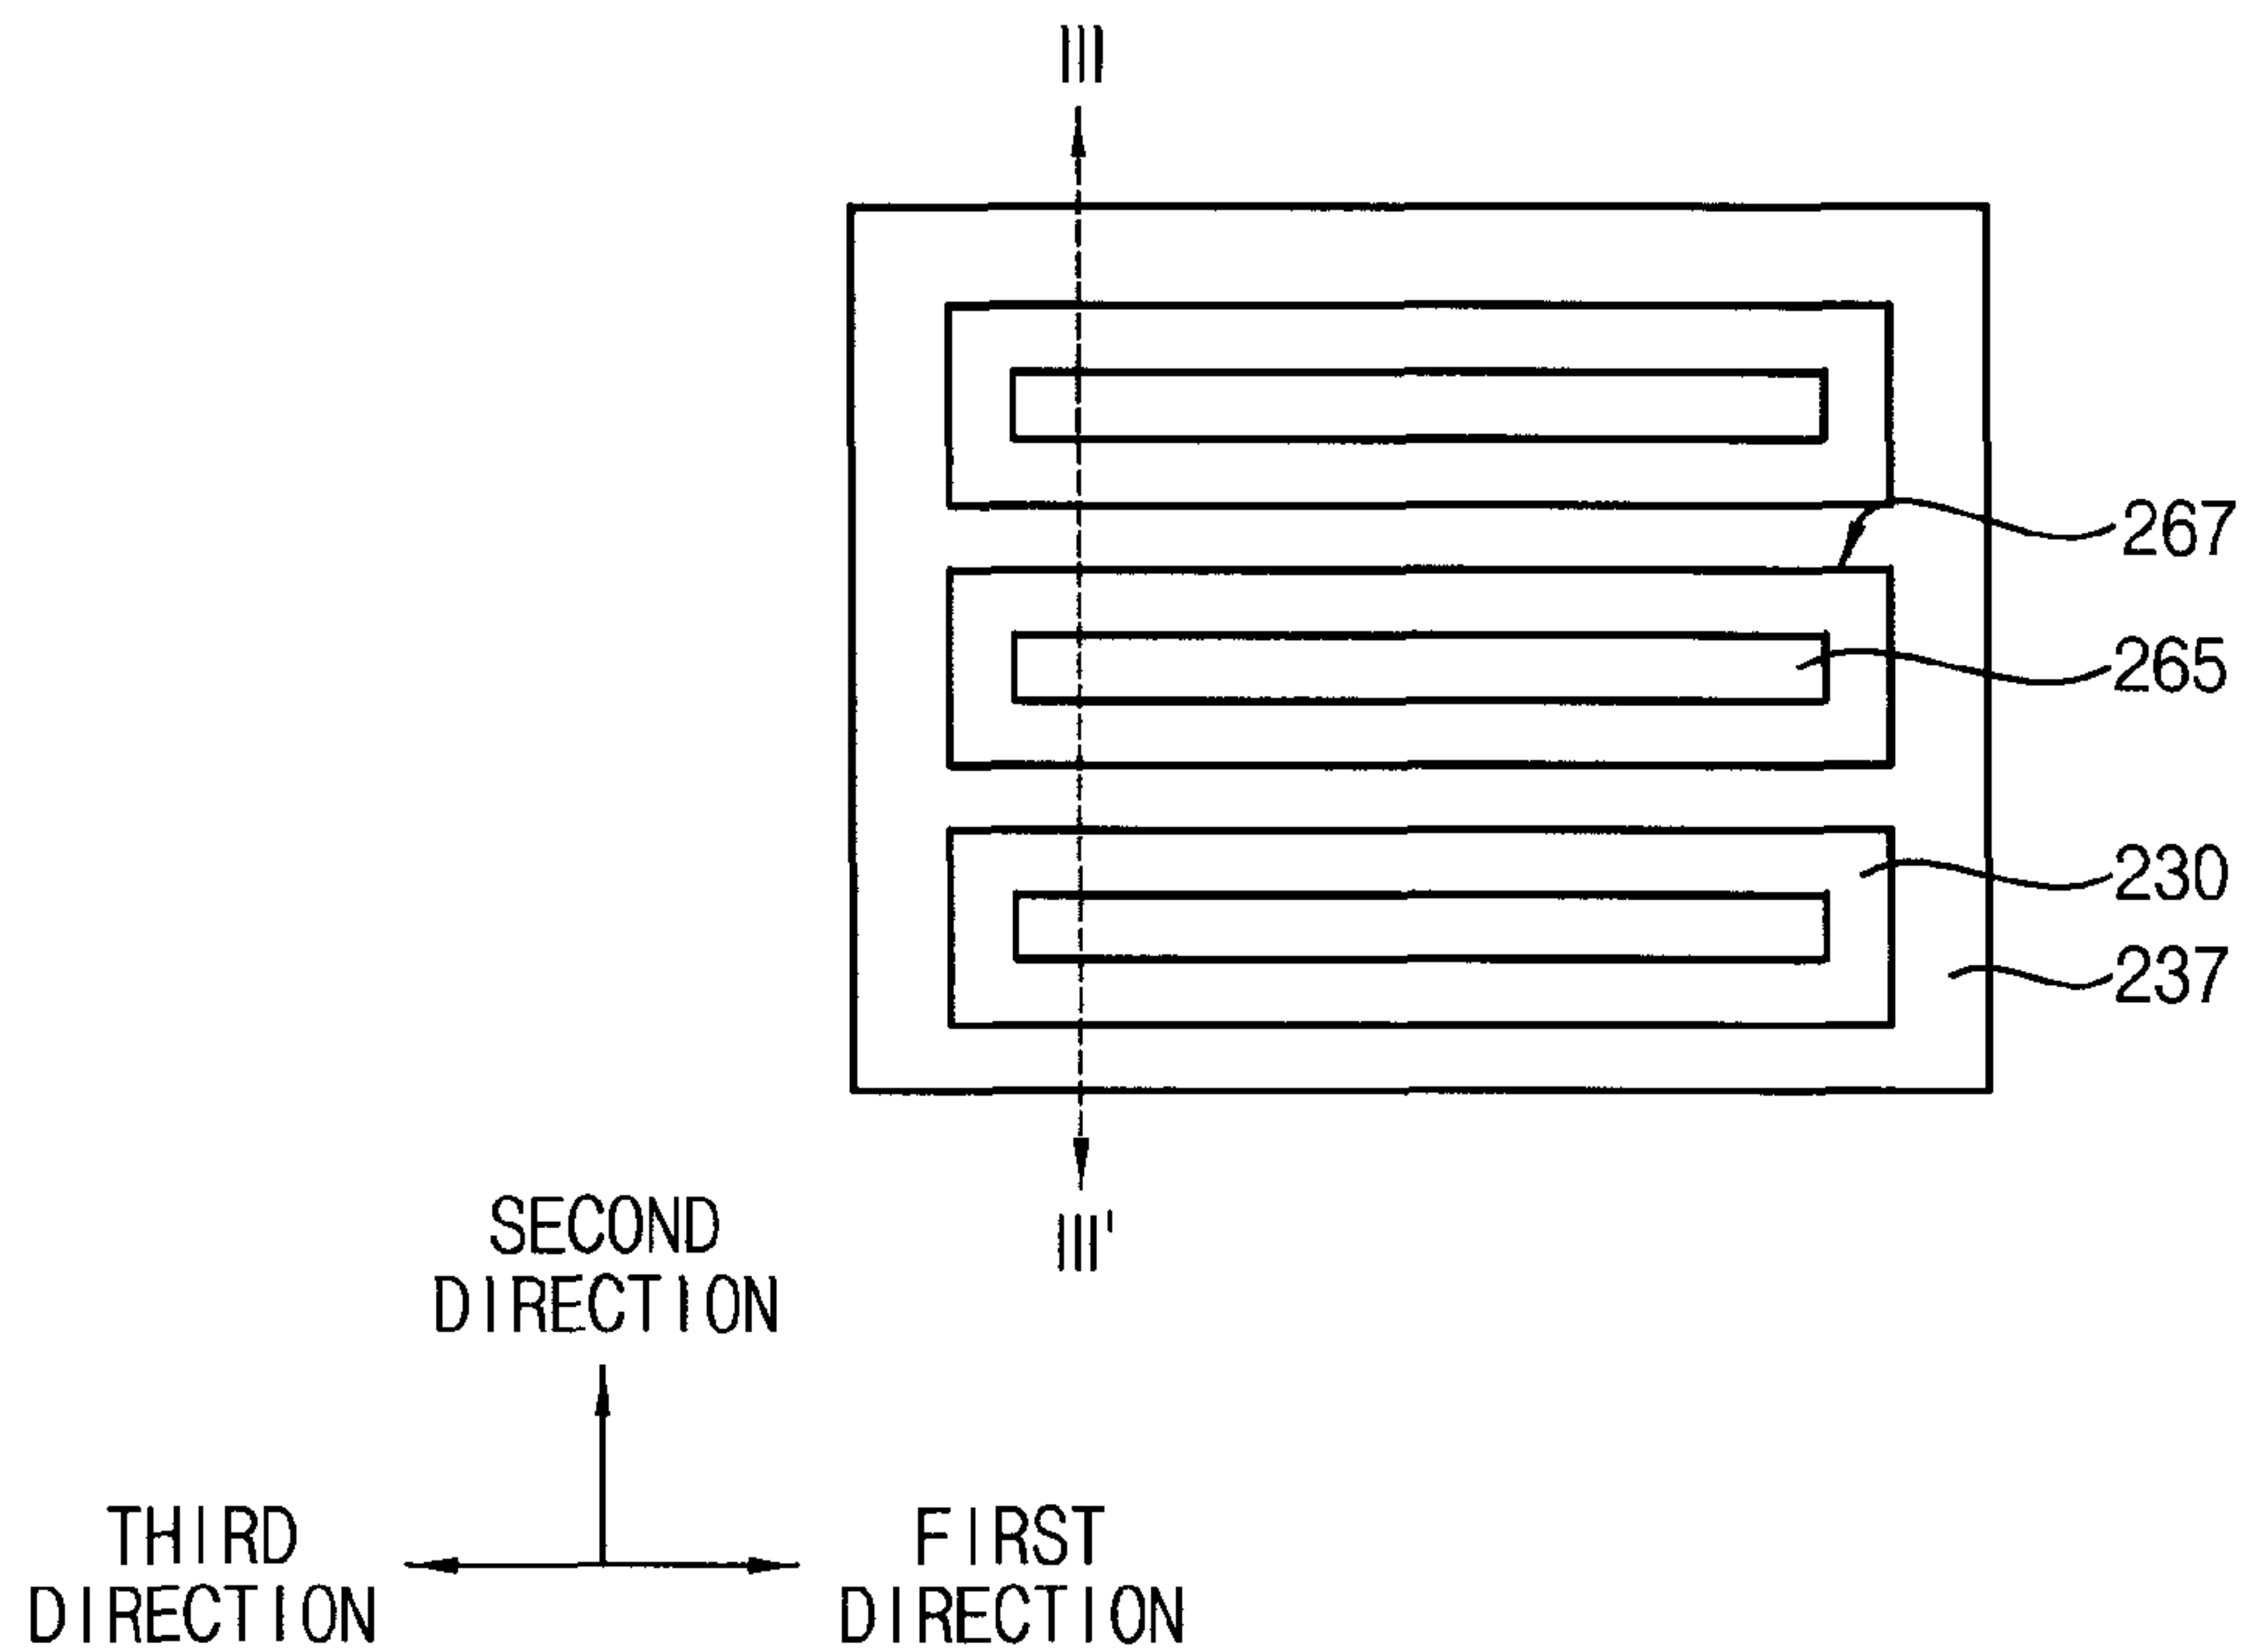 III
267
265
230
237
III'
SECOND
DIRECTION
THIRD
DIRECTION
FIRST
DIRECTION